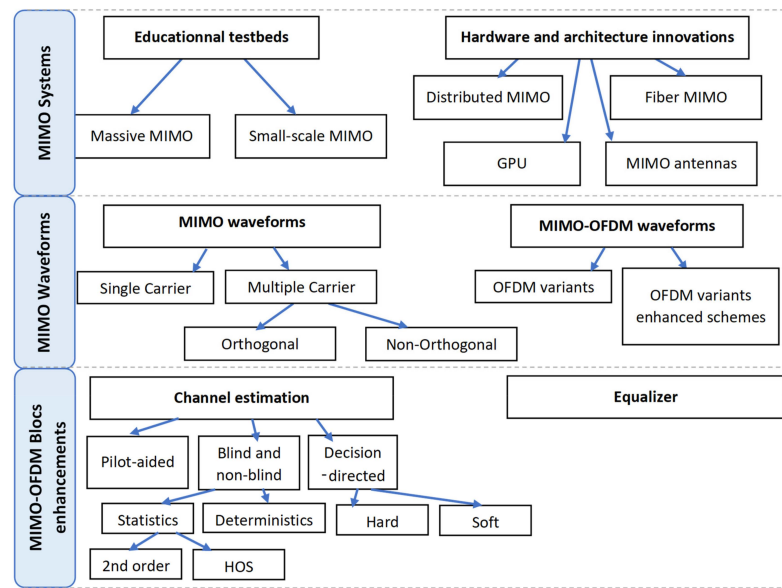 MIMO Systems
Educationnal testbeds
Hardware and architecture innovations
Massive MIMO
Small-scale MIMO
Distributed MIMO
Fiber MIMO
GPU
MIMO antennas
MIMO Waveforms
MIMO waveforms
MIMO-OFDM waveforms
Single Carrier
Multiple Carrier
OFDM variants
OFDM variants
enhanced schemes
Orthogonal
Non-Orthogonal
MIMO-OFDM Blocs
enhancements
Channel estimation
Equalizer
Pilot-aided
Blind and
non-blind
Decision
-directed
Statistics
Deterministics
Hard
Soft
2nd order
HOS